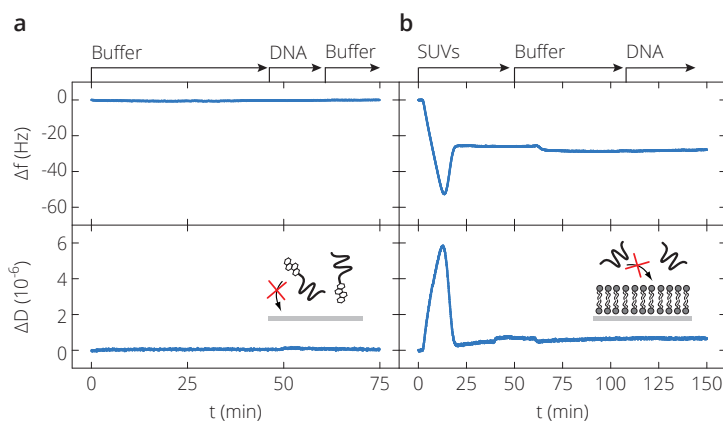 a
b
Buffer DNA Buffer
SUVs Buffer DNA
Δf (Hz)
0
-20
-40
-60
ΔD (10⁻⁶)
6
4
2
0
0 25 50 75
0 25 50 75 100 125 150
t (min)
t (min)